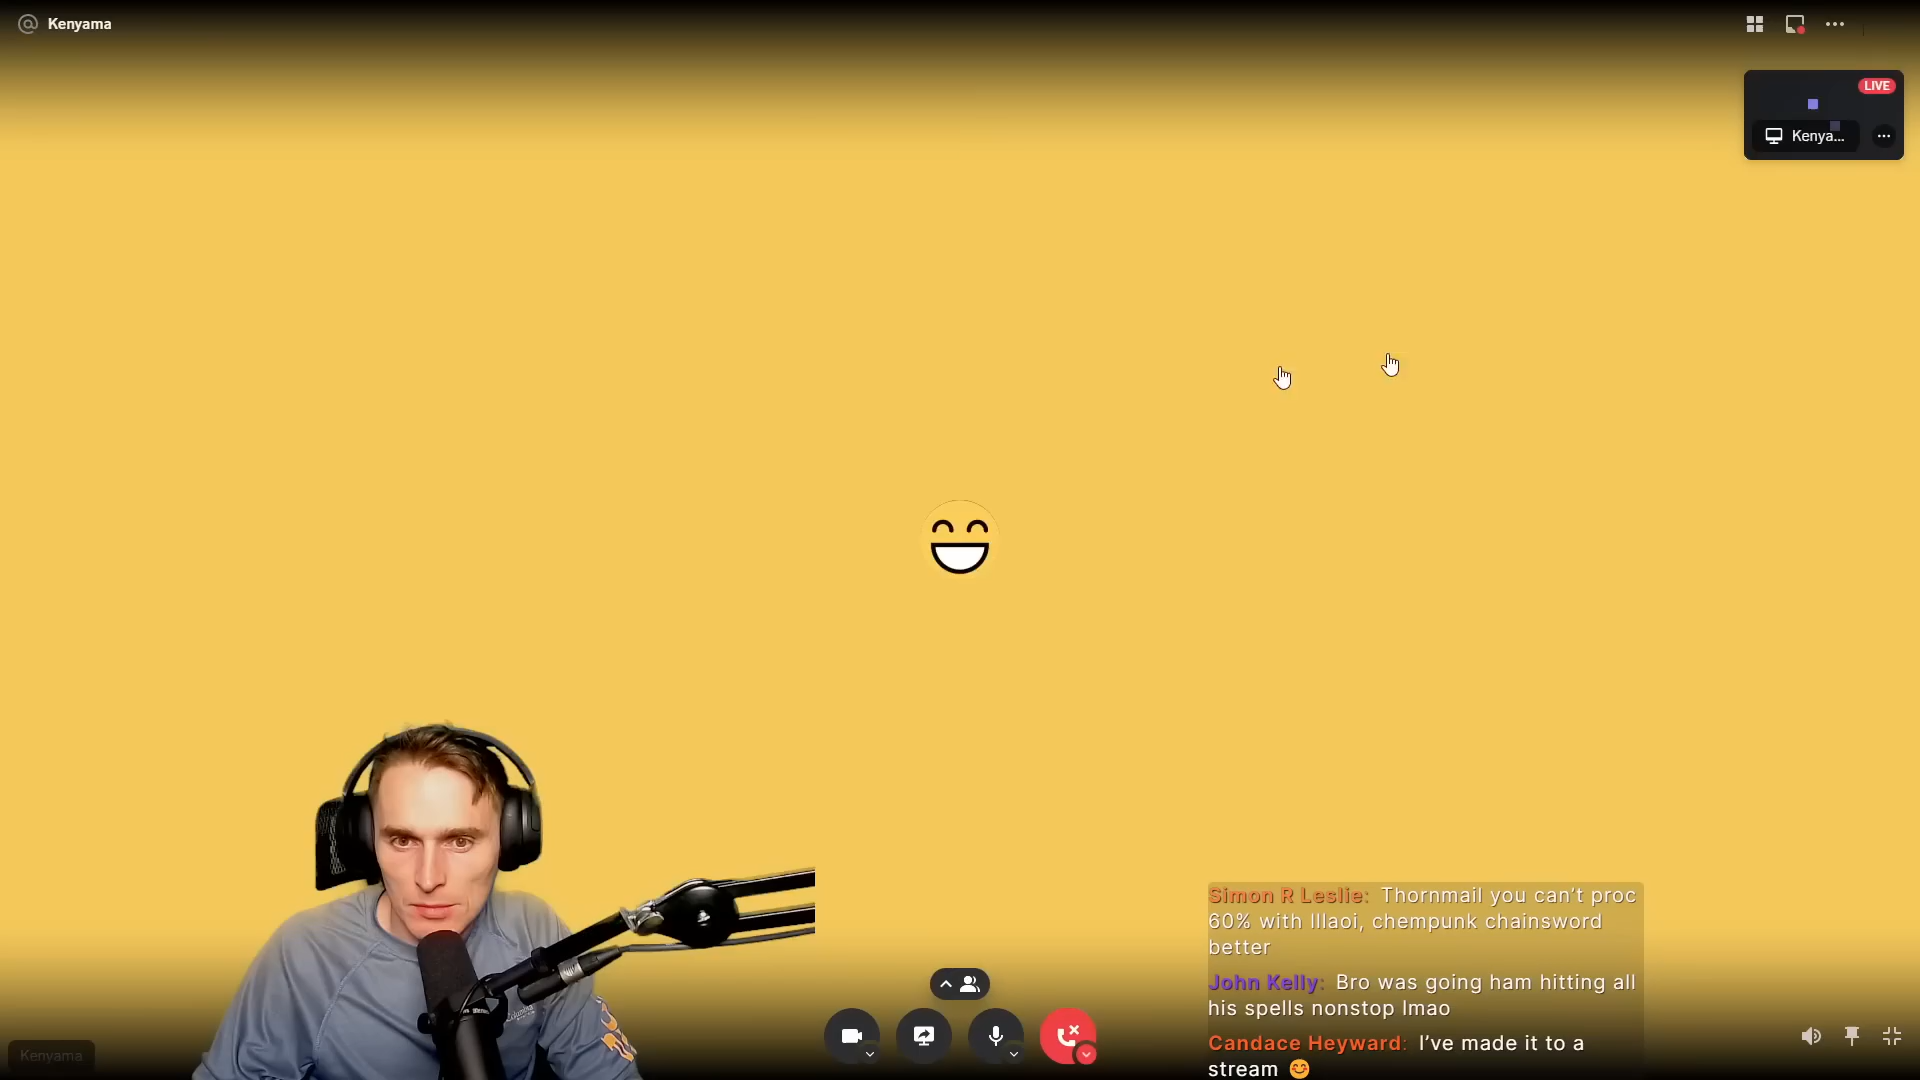 Kenyama
LIVE
Kenya...
Simon R Leslie: Thornmail you can't proc
60% with Illaoi, chempunk chainsword
better
John Kelly: Bro was going ham hitting all
his spells nonstop lmao
Candace Heyward: I've made it to a
stream 😊
Kenyama
Columbia